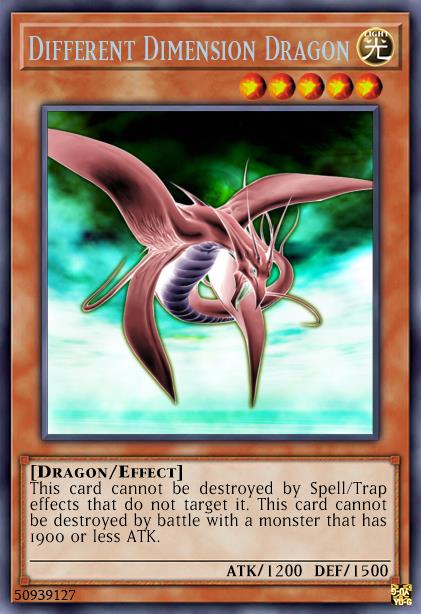 Different Dimension Dragon
LIGHT
光
[Dragon/Effect]
This card cannot be destroyed by Spell/Trap
effects that do not target it. This card cannot
be destroyed by battle with a monster that has
1900 or less ATK.
ATK/1200 DEF/1500
50939127